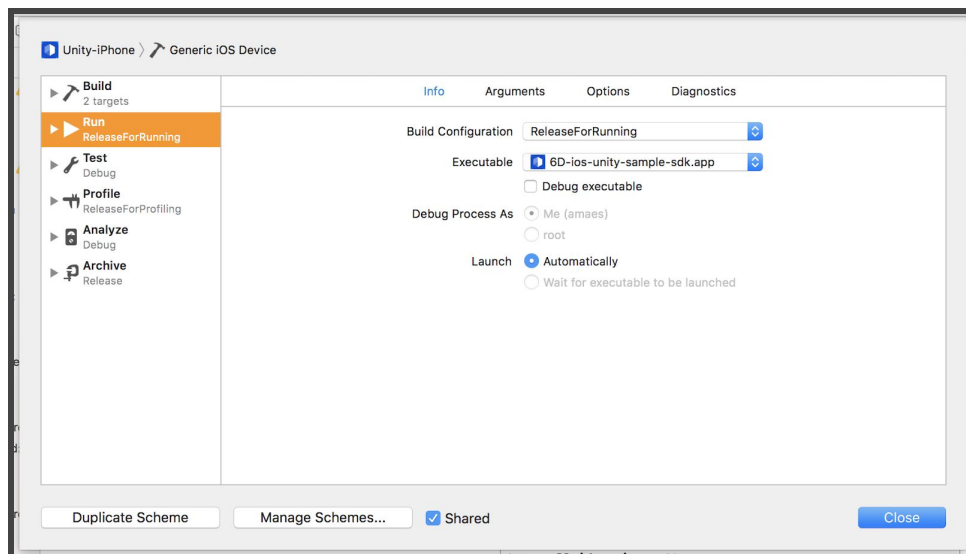 Unity-iPhone
Generic iOS Device
Build
2 targets
Run
ReleaseForRunning
Test
Debug
Profile
ReleaseForProfiling
Analyze
Debug
Archive
Release
Info Arguments Options Diagnostics
Build Configuration ReleaseForRunning
Executable 6D-ios-unity-sample-sdk.app
Debug executable
Debug Process As Me (amaes)
root
Launch Automatically
Wait for executable to be launched
Duplicate Scheme Manage Schemes... Shared Close